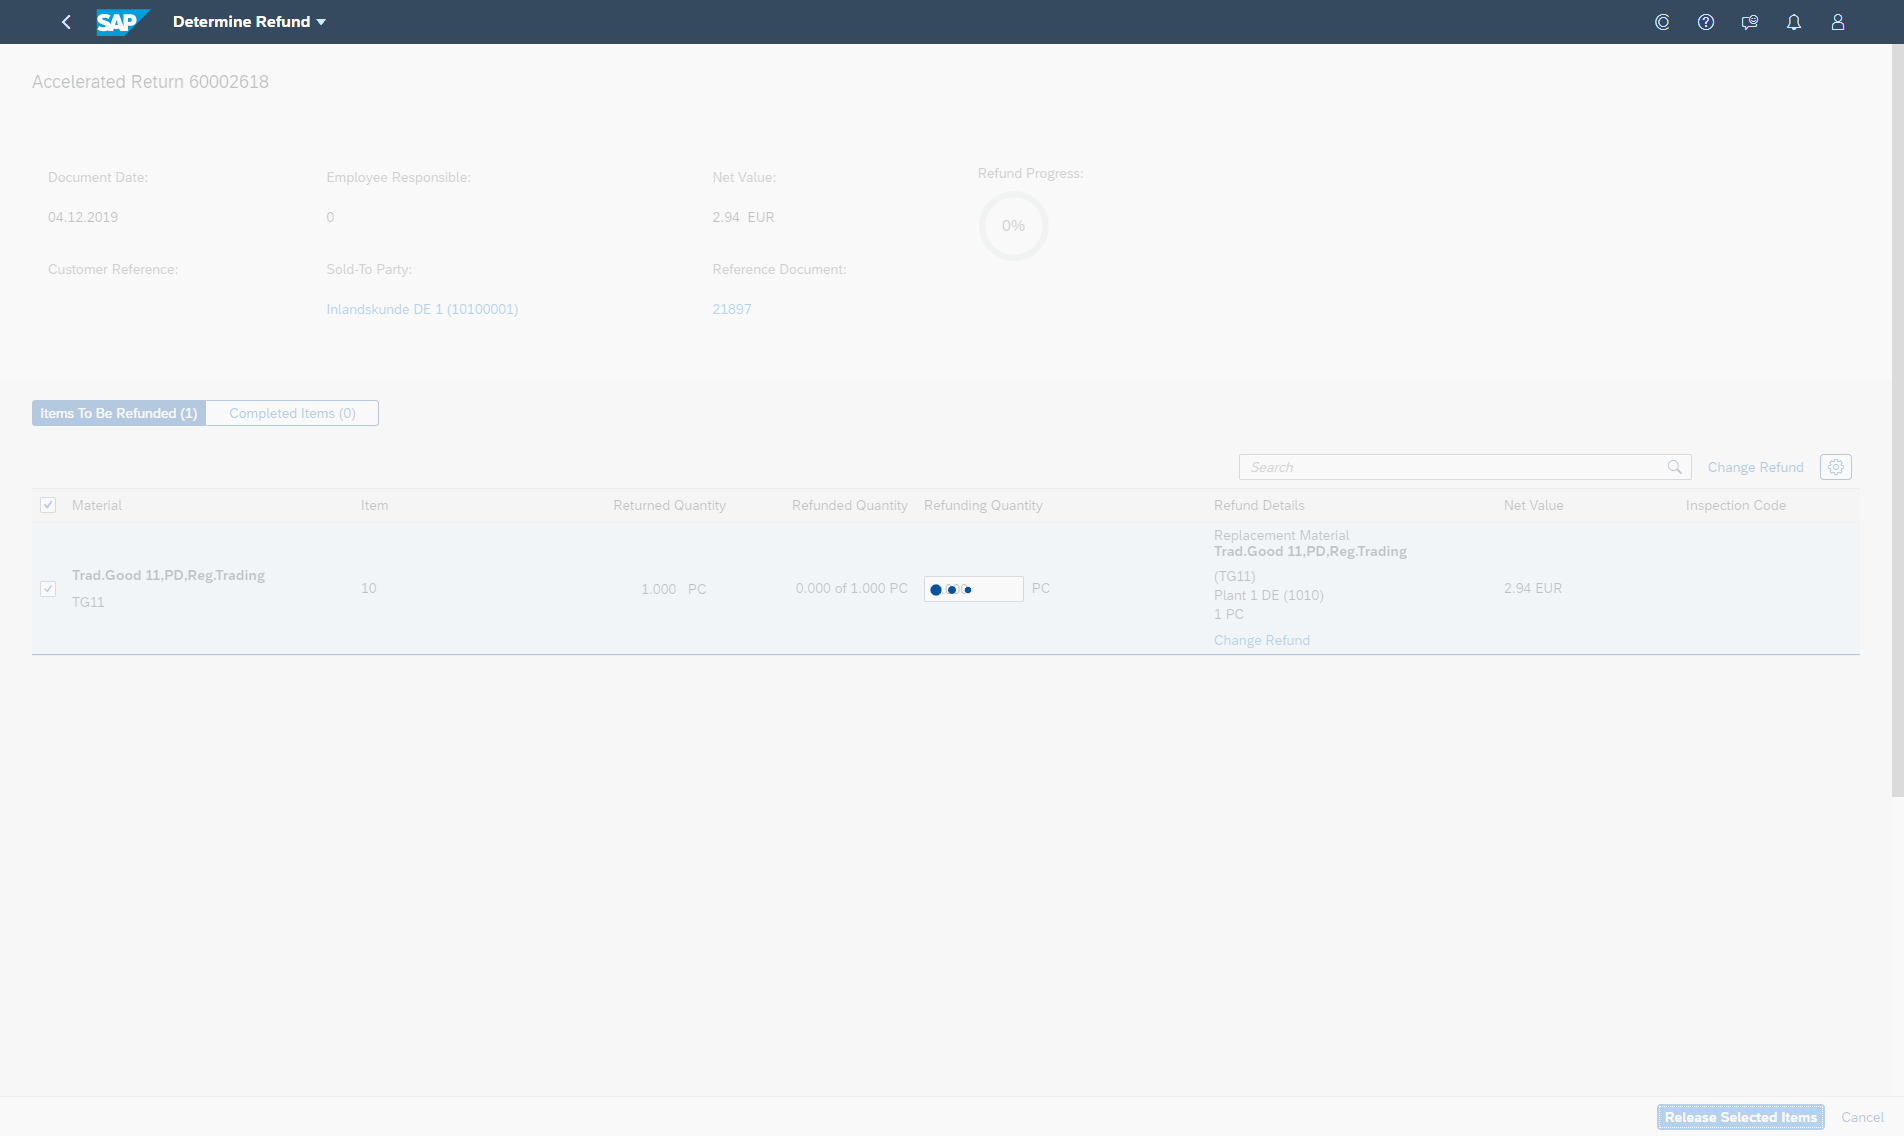 SAP Determine Refund
Accelerated Return 60002618
Document Date:
04.12.2019
Employee Responsible:
0
Net Value:
2.94 EUR
Refund Progress:
0%
Customer Reference:
Sold-To Party:
Inlandskunde DE 1 (10100001)
Reference Document:
21897
Items To Be Refunded (1) Completed Items (0)
Search Change Refund
Material Item Returned Quantity Refunded Quantity Refunding Quantity Refund Details Net Value Inspection Code
Trad.Good 11,PD,Reg.Trading
TG11
10
1.000 PC
0.000 of 1.000 PC
PC
Replacement Material
Trad.Good 11,PD,Reg.Trading
(TG11)
Plant 1 DE (1010)
1 PC
Change Refund
2.94 EUR
Release Selected Items Cancel